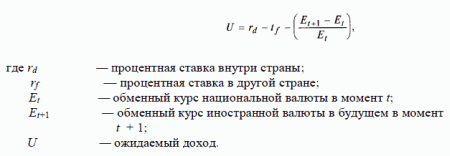 U = r_d − t_f − ( (E_{t+1} − E_t) / E_t ),
где r_d — процентная ставка внутри страны;
r_f — процентная ставка в другой стране;
E_t — обменный курс национальной валюты в момент t;
E_{t+1} — обменный курс иностранной валюты в будущем в момент
t + 1;
U — ожидаемый доход.